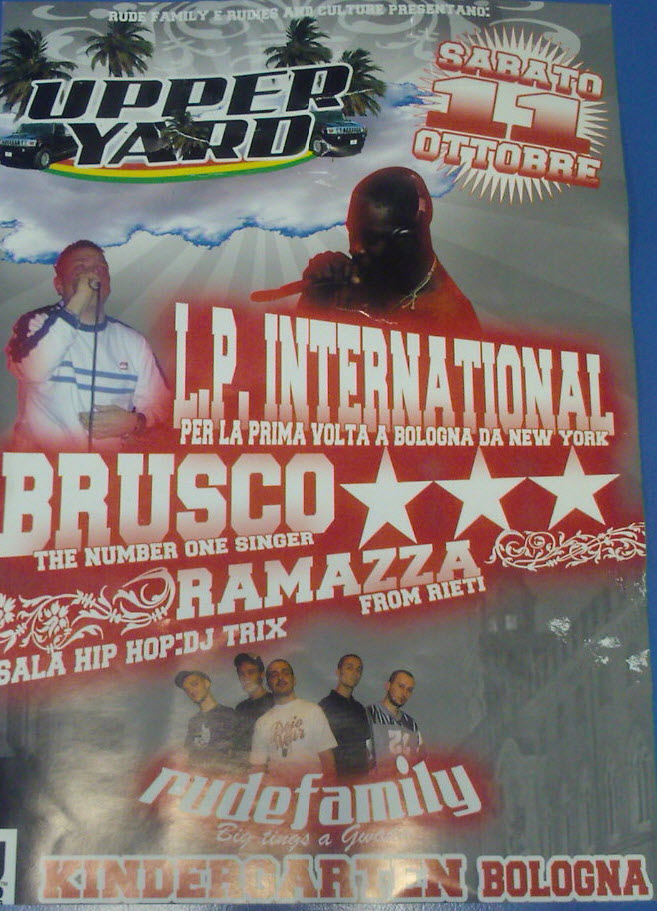 RUDE FAMILY E RUDIES AND CULTURE PRESENTANO:
UPPER
YARD
SABATO
11
OTTOBRE
L.P. INTERNATIONAL
PER LA PRIMA VOLTA A BOLOGNA DA NEW YORK
BRUSCO
THE NUMBER ONE SINGER
RAMAZZA
FROM RIETI
SALA HIP HOP:DJ TRIX
rudefamily
Big tings a
KINDERGARTEN BOLOGNA